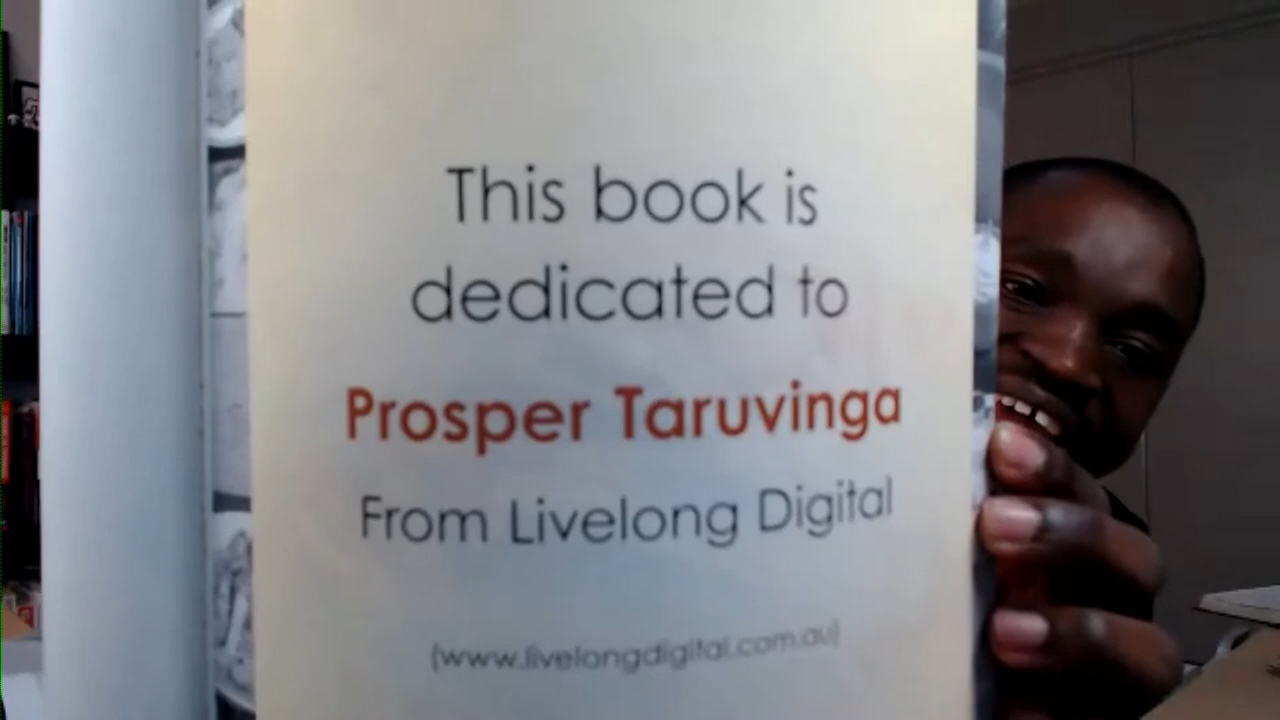 This book is
dedicated to
Prosper Taruvinga
From Livelong Digital
(www.livelongdigital.com.au)